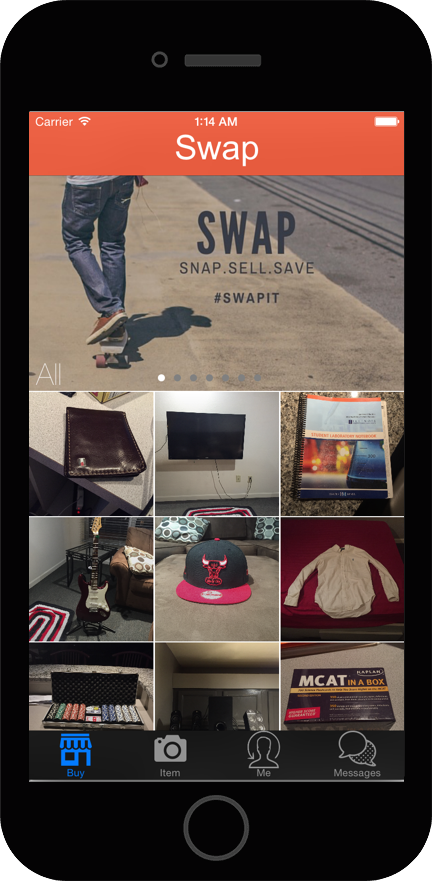 Carrier
1:14 AM
Swap
SWAP
SNAP.SELL.SAVE
#SWAPIT
All
STUDENT LABORATORY NOTEBOOK
KAPLAN
MCAT IN A BOX
Buy
Item
Me
Messages